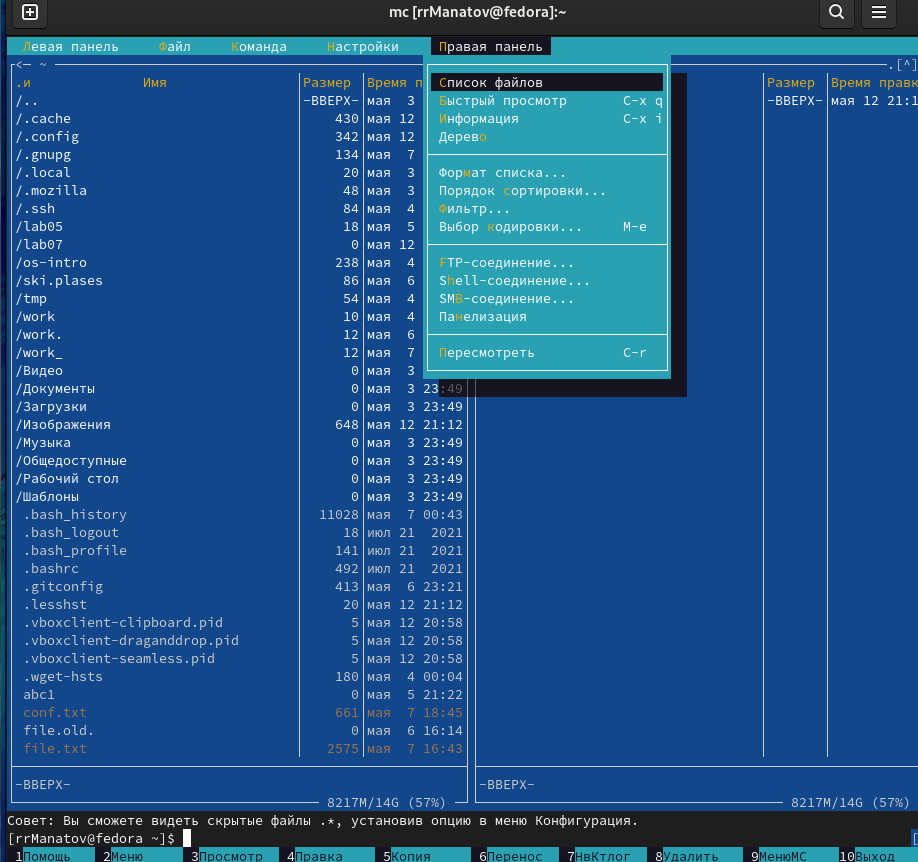 mc [rrManatov@fedora]:~
Левая панель Файл Команда Настройки Правая панель
<─ ~ .[^]
.и Имя Размер Время п Размер Время правк
/.. -ВВЕРХ- мая 3 Список файлов -ВВЕРХ- мая 12 21:1
/.cache 430 мая 12 Быстрый просмотр C-x q
/.config 342 мая 12 Информация C-x i
/.gnupg 134 мая 7 Дерево
/.local 20 мая 3 Формат списка...
/.mozilla 48 мая 3 Порядок сортировки...
/.ssh 84 мая 4 Фильтр...
/lab05 18 мая 5 Выбор кодировки... M-e
/lab07 0 мая 12
/os-intro 238 мая 4 FTP-соединение...
/ski.plases 86 мая 6 Shell-соединение...
/tmp 54 мая 4 SMB-соединение...
/work 10 мая 4 Панелизация
/work. 12 мая 6
/work_ 12 мая 7 Пересмотреть C-r
/Видео 0 мая 3
/Документы 0 мая 3 23:49
/Загрузки 0 мая 3 23:49
/Изображения 648 мая 12 21:12
/Музыка 0 мая 3 23:49
/Общедоступные 0 мая 3 23:49
/Рабочий стол 0 мая 3 23:49
/Шаблоны 0 мая 3 23:49
.bash_history 11028 мая 7 00:43
.bash_logout 18 июл 21 2021
.bash_profile 141 июл 21 2021
.bashrc 492 июл 21 2021
.gitconfig 413 мая 6 23:21
.lesshst 20 мая 12 21:12
.vboxclient-clipboard.pid 5 мая 12 20:58
.vboxclient-draganddrop.pid 5 мая 12 20:58
.vboxclient-seamless.pid 5 мая 12 20:58
.wget-hsts 180 мая 4 00:04
abc1 0 мая 5 21:22
conf.txt 661 мая 7 18:45
file.old. 0 мая 6 16:14
file.txt 2575 мая 7 16:43
-ВВЕРХ- -ВВЕРХ-
8217M/14G (57%) 8217M/14G (57%)
Совет: Вы сможете видеть скрытые файлы .*, установив опцию в меню Конфигурация.
[rrManatov@fedora ~]$
1Помощь 2Меню 3Просмотр 4Правка 5Копия 6Перенос 7НвКтлог 8Удалить 9МенюMC 10Выход